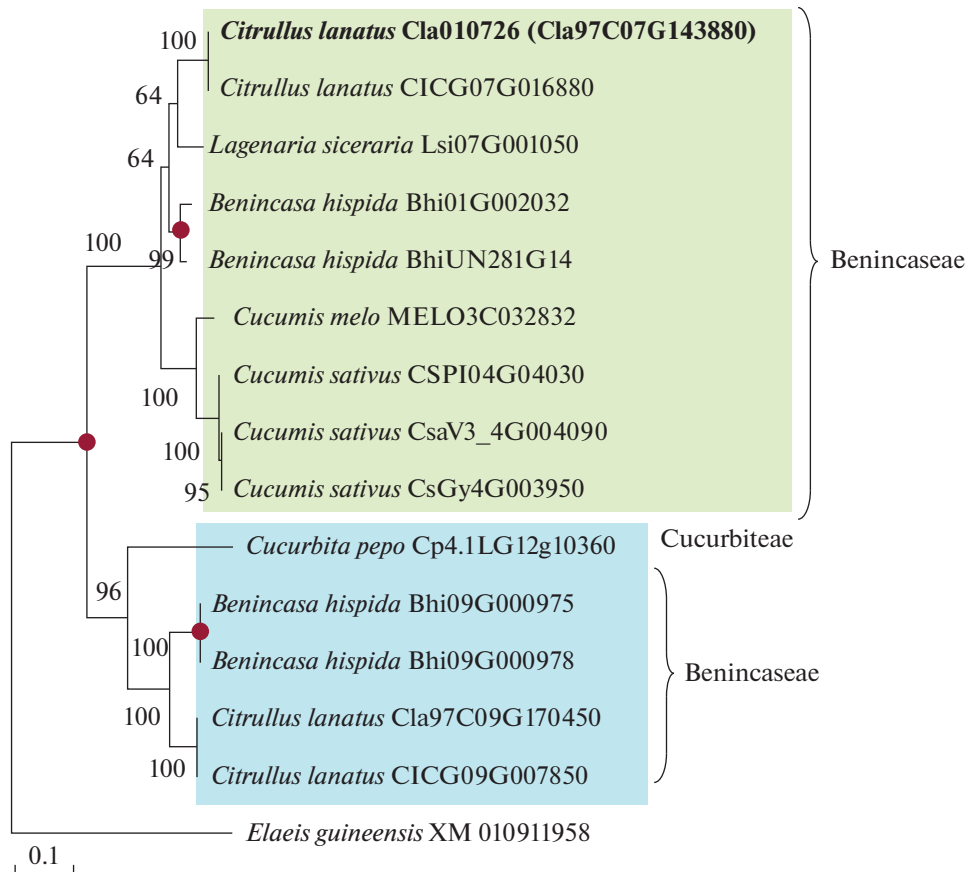 100
Citrullus lanatus Cla010726 (Cla97C07G143880)
Citrullus lanatus CICG07G016880
64
Lagenaria siceraria Lsi07G001050
64
Benincasa hispida Bhi01G002032
100
99
Benincasa hispida BhiUN281G14
Benincaseae
Cucumis melo MELO3C032832
Cucumis sativus CSPI04G04030
100
Cucumis sativus CsaV3_4G004090
100
95
Cucumis sativus CsGy4G003950
Cucurbita pepo Cp4.1LG12g10360
Cucurbiteae
96
Benincasa hispida Bhi09G000975
100
Benincasa hispida Bhi09G000978
Benincaseae
100
Citrullus lanatus Cla97C09G170450
100
Citrullus lanatus CICG09G007850
Elaeis guineensis XM 010911958
0.1